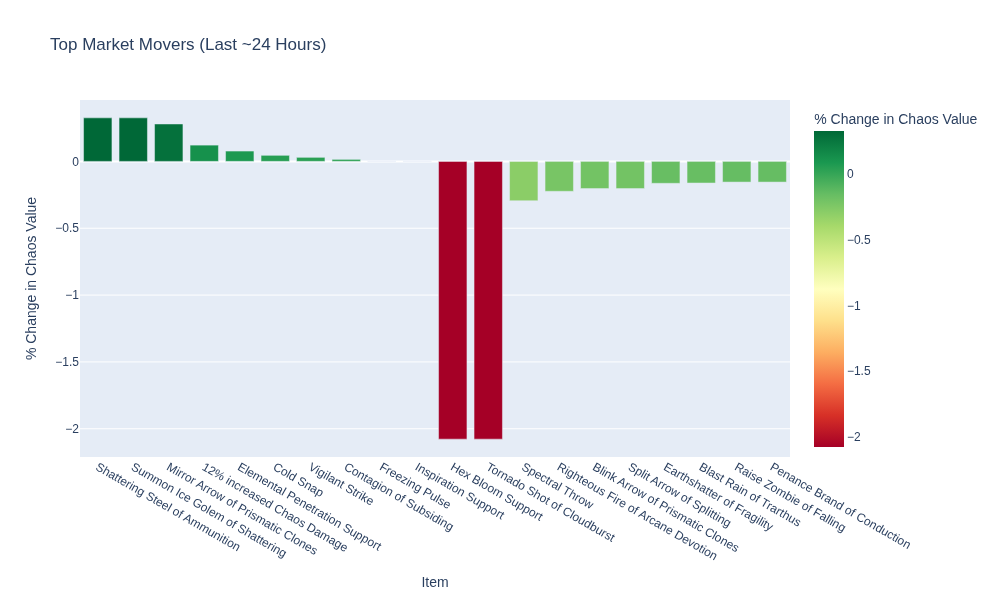 Top Market Movers (Last ~24 Hours)
% Change in Chaos Value
% Change in Chaos Value
0
−0.5
−1
−1.5
−2
0
−0.5
−1
−1.5
−2
Shattering Steel of Ammunition
Summon Ice Golem of Shattering
Mirror Arrow of Prismatic Clones
12% increased Chaos Damage
Elemental Penetration Support
Cold Snap
Vigilant Strike
Contagion of Subsiding
Freezing Pulse
Inspiration Support
Hex Bloom Support
Tornado Shot of Cloudburst
Spectral Throw
Righteous Fire of Arcane Devotion
Blink Arrow of Prismatic Clones
Split Arrow of Splitting
Earthshatter of Fragility
Blast Rain of Trarthus
Raise Zombie of Falling
Penance Brand of Conduction
Item